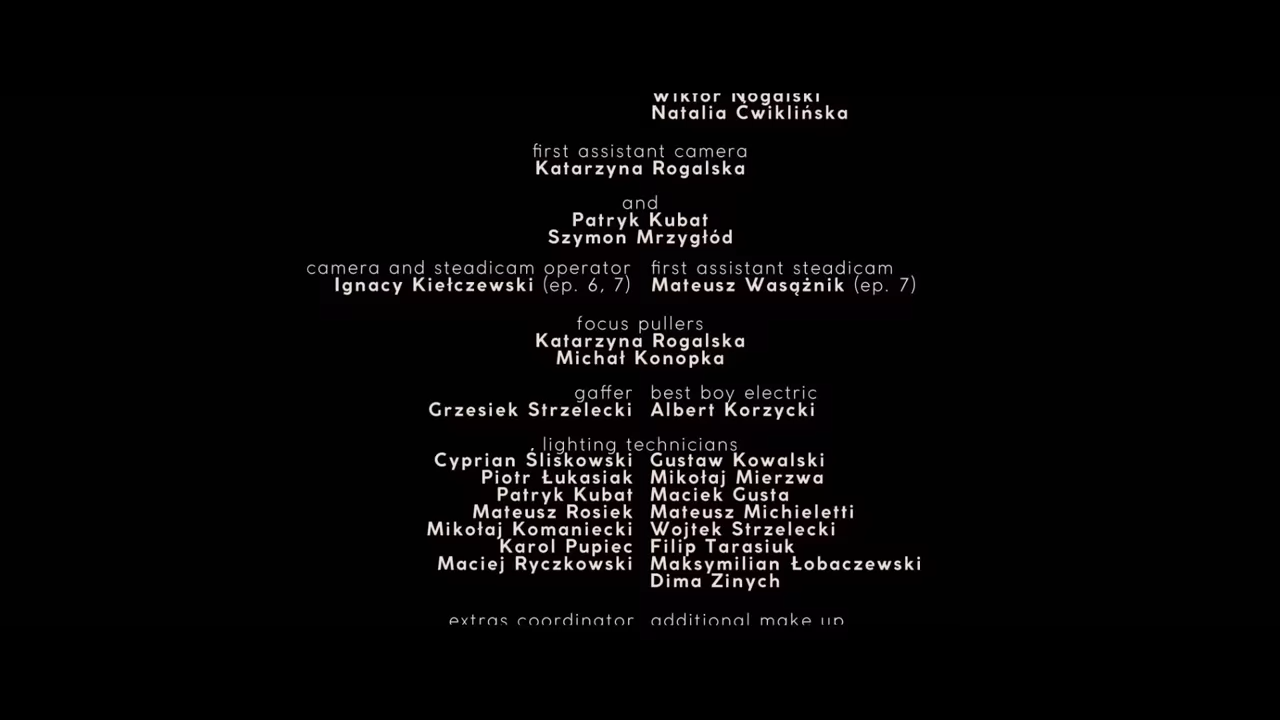 Wiktor Nogalski
Natalia Ćwiklińska
first assistant camera
Katarzyna Rogalska
and
Patryk Kubat
Szymon Mrzygłód
camera and steadicam operator first assistant steadicam
Ignacy Kiełczewski (ep. 6, 7) Mateusz Wasążnik (ep. 7)
focus pullers
Katarzyna Rogalska
Michał Konopka
gaffer best boy electric
Grzesiek Strzelecki Albert Korzycki
lighting technicians
Cyprian Śliskowski Gustaw Kowalski
Piotr Łukasiak Mikołaj Mierzwa
Patryk Kubat Maciek Gusta
Mateusz Rosiek Mateusz Michieletti
Mikołaj Komaniecki Wojtek Strzelecki
Karol Pupiec Filip Tarasiuk
Maciej Ryczkowski Maksymilian Łobaczewski
Dima Zinych
extras coordinator additional make up